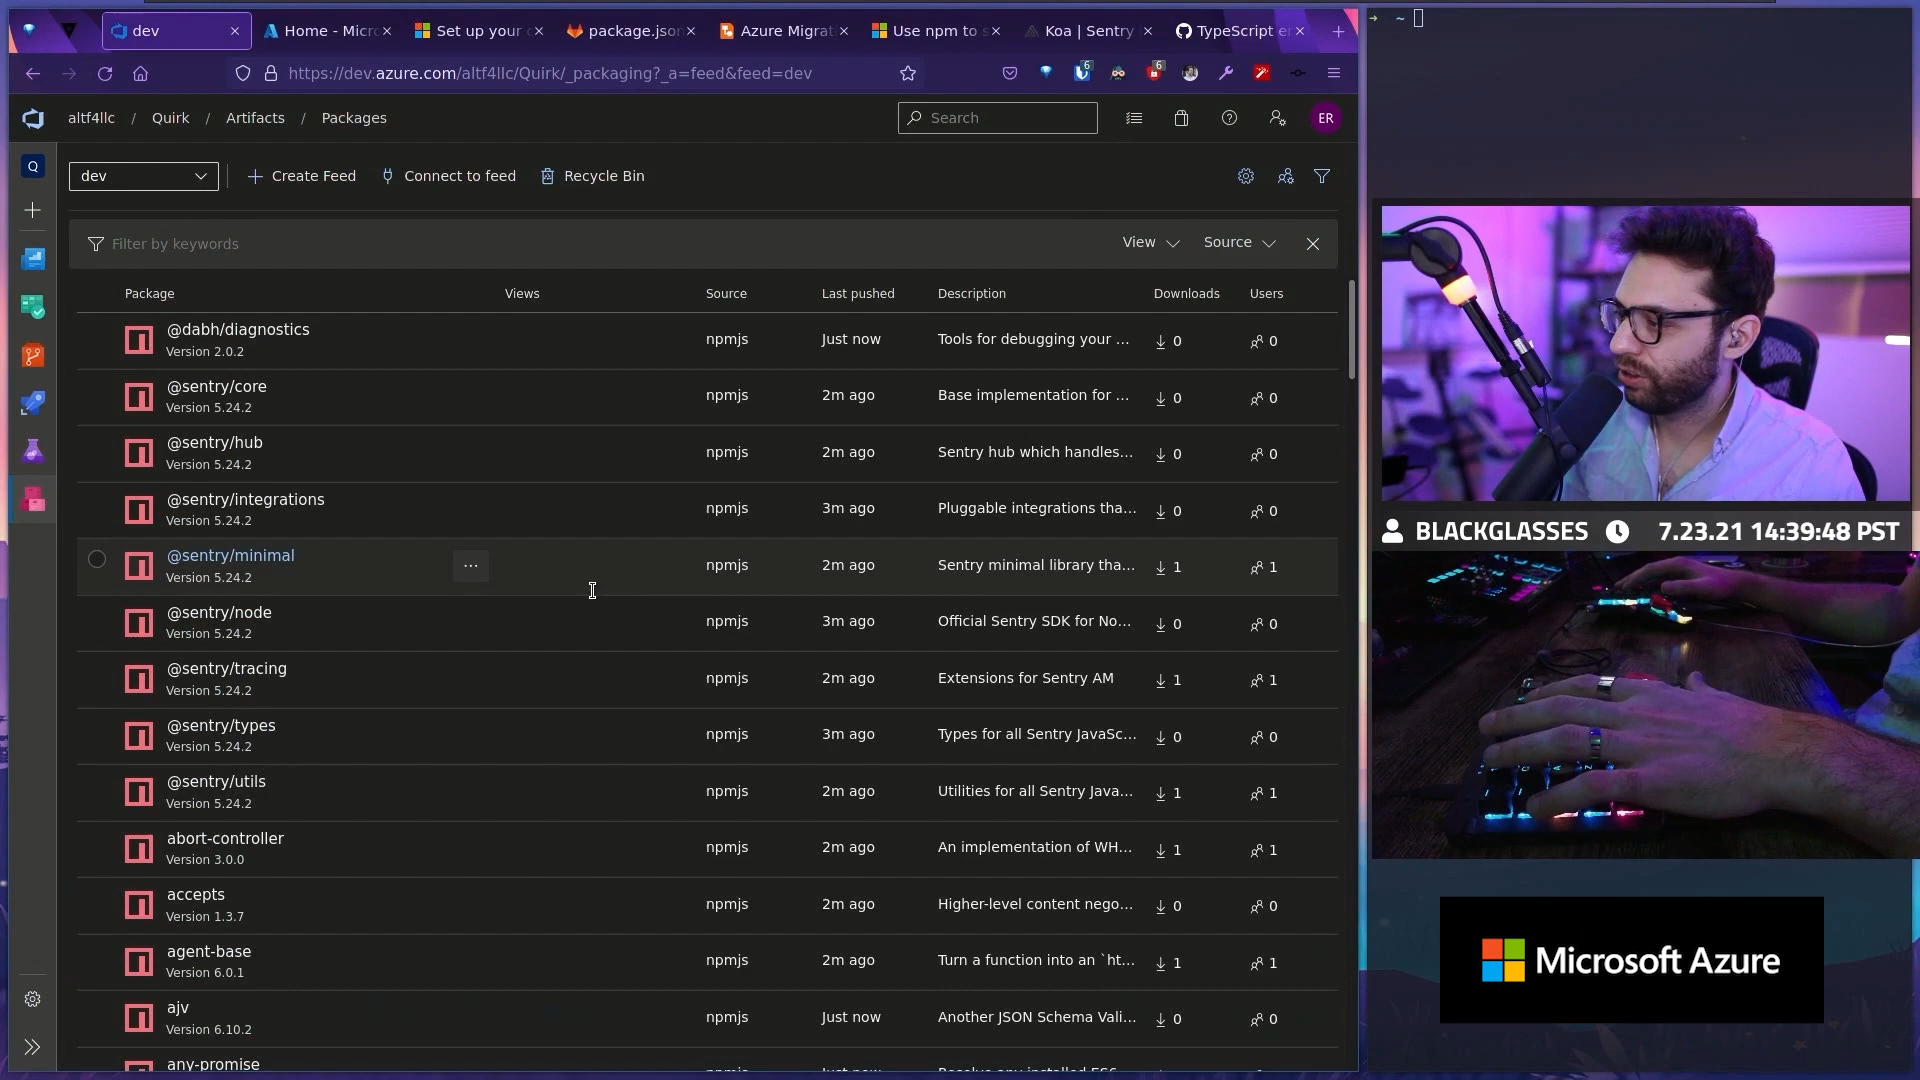 dev
Home - Micr
Set up your
package.json
Azure Migrat
Use npm to s
Koa | Sentry
TypeScript e
https://dev.azure.com/altf4llc/Quirk/_packaging?_a=feed&feed=dev
6
6
altf4llc / Quirk / Artifacts / Packages
Search
ER
Q
dev
Create Feed
Connect to feed
Recycle Bin
Filter by keywords
View
Source
Package Views Source Last pushed Description Downloads Users
@dabh/diagnostics
Version 2.0.2
npmjs Just now Tools for debugging your ... 0 0
@sentry/core
Version 5.24.2
npmjs 2m ago Base implementation for ... 0 0
@sentry/hub
Version 5.24.2
npmjs 2m ago Sentry hub which handles... 0 0
@sentry/integrations
Version 5.24.2
npmjs 3m ago Pluggable integrations tha... 0 0
@sentry/minimal
Version 5.24.2
npmjs 2m ago Sentry minimal library tha... 1 1
@sentry/node
Version 5.24.2
npmjs 3m ago Official Sentry SDK for No... 0 0
@sentry/tracing
Version 5.24.2
npmjs 2m ago Extensions for Sentry AM 1 1
@sentry/types
Version 5.24.2
npmjs 3m ago Types for all Sentry JavaSc... 0 0
@sentry/utils
Version 5.24.2
npmjs 2m ago Utilities for all Sentry Java... 1 1
abort-controller
Version 3.0.0
npmjs 2m ago An implementation of WH... 1 1
accepts
Version 1.3.7
npmjs 2m ago Higher-level content nego... 0 0
agent-base
Version 6.0.1
npmjs 2m ago Turn a function into an `ht... 1 1
ajv
Version 6.10.2
npmjs Just now Another JSON Schema Vali... 0 0
any-promise
~
BLACKGLASSES 7.23.21 14:39:48 PST
Microsoft Azure